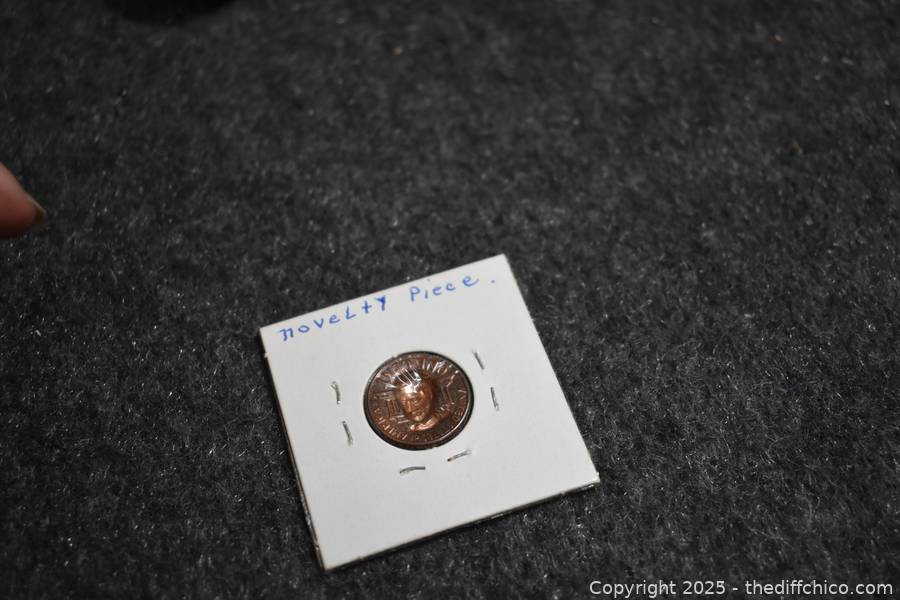 novelty Piece.
Copyright 2025 - thediffchico.com